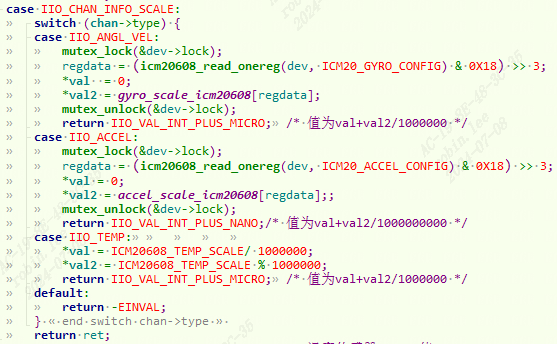 case IIO_CHAN_INFO_SCALE:
switch (chan->type) {
case IIO_ANGL_VEL:
mutex_lock(&dev->lock);
regdata = (icm20608_read_onereg(dev, ICM20_GYRO_CONFIG) & 0X18) >> 3;
*val = 0;
*val2 = gyro_scale_icm20608[regdata];
mutex_unlock(&dev->lock);
return IIO_VAL_INT_PLUS_MICRO; /* 值为val+val2/1000000 */
case IIO_ACCEL:
mutex_lock(&dev->lock);
regdata = (icm20608_read_onereg(dev, ICM20_ACCEL_CONFIG) & 0X18) >> 3;
*val = 0;
*val2 = accel_scale_icm20608[regdata];;
mutex_unlock(&dev->lock);
return IIO_VAL_INT_PLUS_NANO;/* 值为val+val2/1000000000 */
case IIO_TEMP:
*val = ICM20608_TEMP_SCALE/ 1000000;
*val2 = ICM20608_TEMP_SCALE % 1000000;
return IIO_VAL_INT_PLUS_MICRO; /* 值为val+val2/1000000 */
default:
return -EINVAL;
} « end switch chan->type »
return ret;